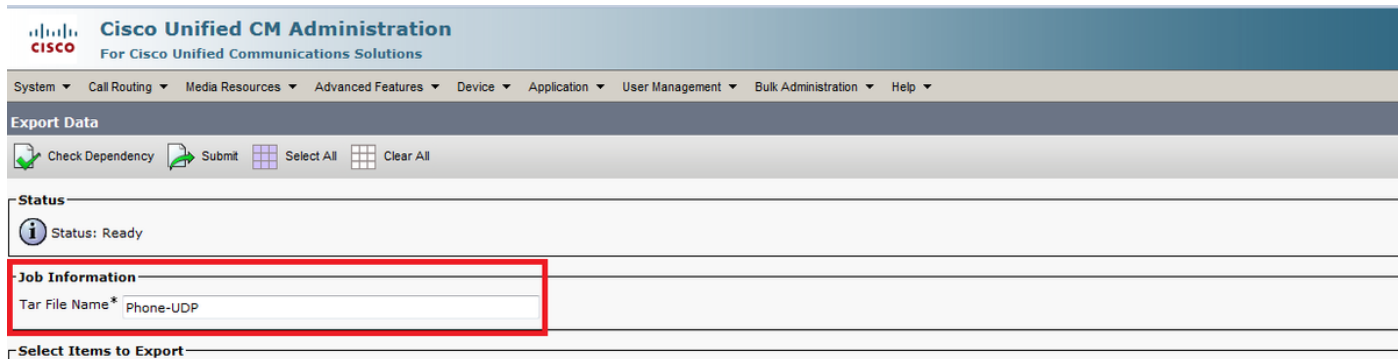 CISCO
Cisco Unified CM Administration
For Cisco Unified Communications Solutions
System Call Routing Media Resources Advanced Features Device Application User Management Bulk Administration Help
Export Data
Check Dependency Submit Select All Clear All
Status
i Status: Ready
Job Information
Tar File Name* Phone-UDP
Select Items to Export